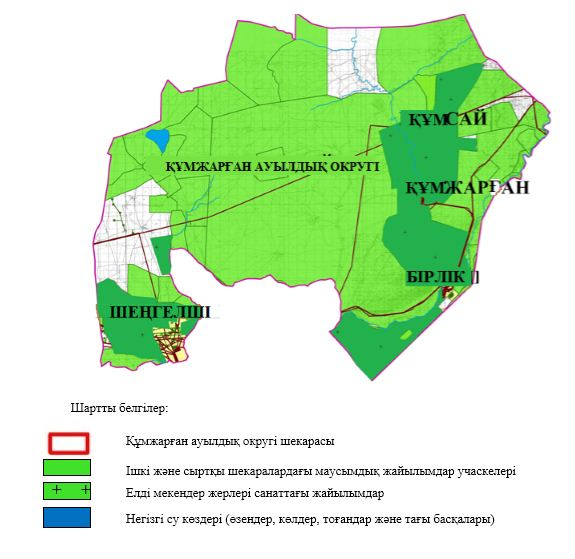 ҚҰМСАЙ
ҚҰМЖАРҒАН АУЫЛДЫҚ ОКРУГІ
ҚҰМЖАРҒАН
БІРЛІК []
ШЕҢГЕЛШІ
Шартты белгілер:
Құмжарған ауылдық округі шекарасы
Ішкі және сыртқы шекаралардағы маусымдық жайылымдар учаскелері
Елді мекендер жерлері санаттағы жайылымдар
Негізгі су көздері (өзендер, көлдер, тоғандар және тағы басқалары)